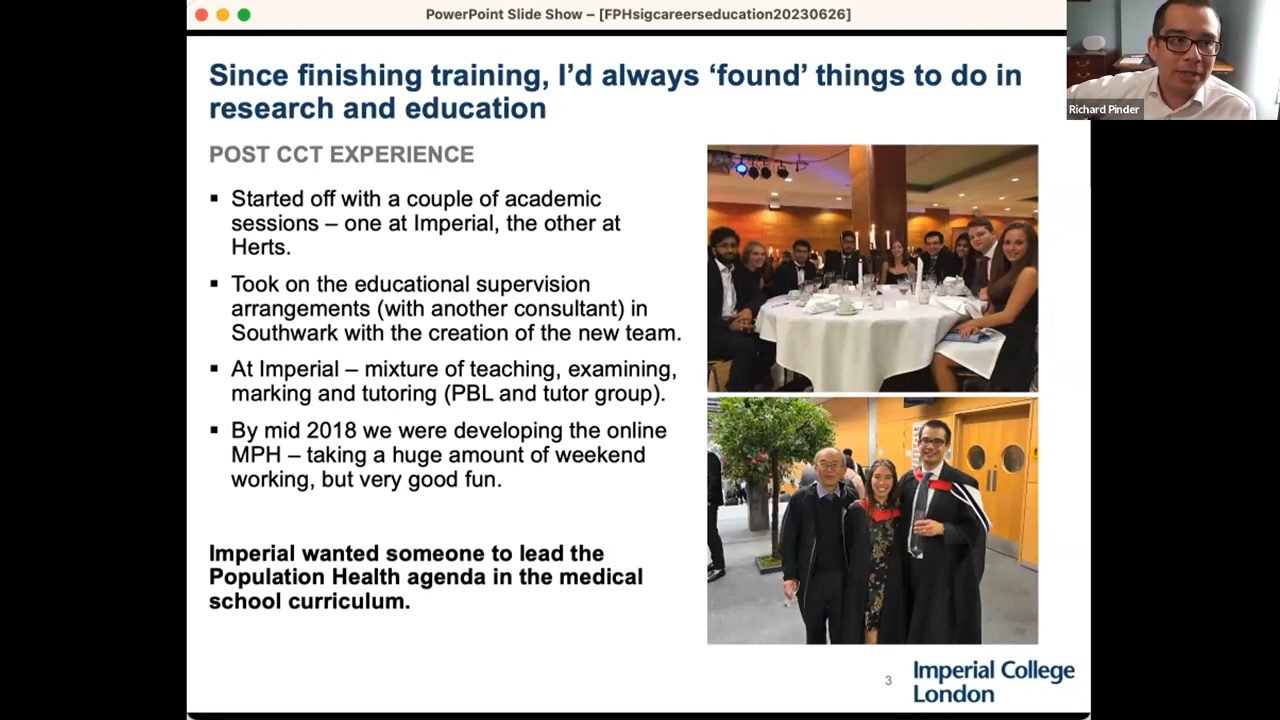 PowerPoint Slide Show – [FPHsigcareerseducation20230626]
Richard Pinder
Since finishing training, I’d always ‘found’ things to do in
research and education
POST CCT EXPERIENCE
▪ Started off with a couple of academic
sessions – one at Imperial, the other at
Herts.
▪ Took on the educational supervision
arrangements (with another consultant) in
Southwark with the creation of the new team.
▪ At Imperial – mixture of teaching, examining,
marking and tutoring (PBL and tutor group).
▪ By mid 2018 we were developing the online
MPH – taking a huge amount of weekend
working, but very good fun.
Imperial wanted someone to lead the
Population Health agenda in the medical
school curriculum.
3
Imperial College
London